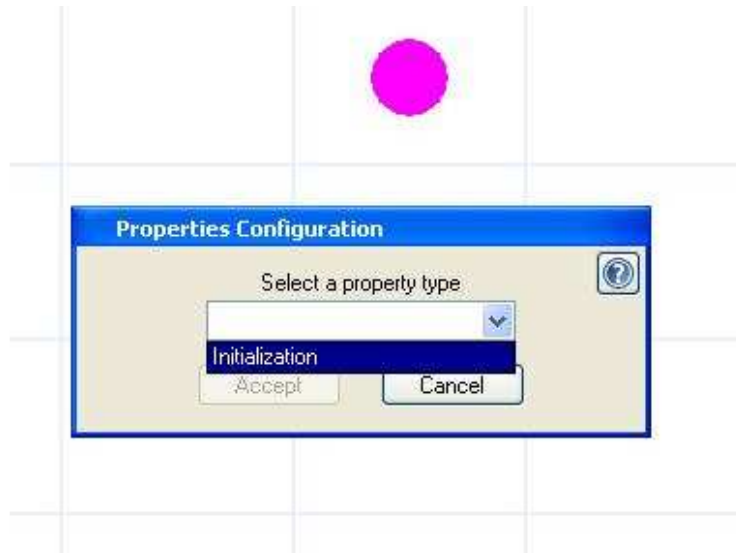 Properties Configuration
Select a property type
?
Initialization
Accept
Cancel